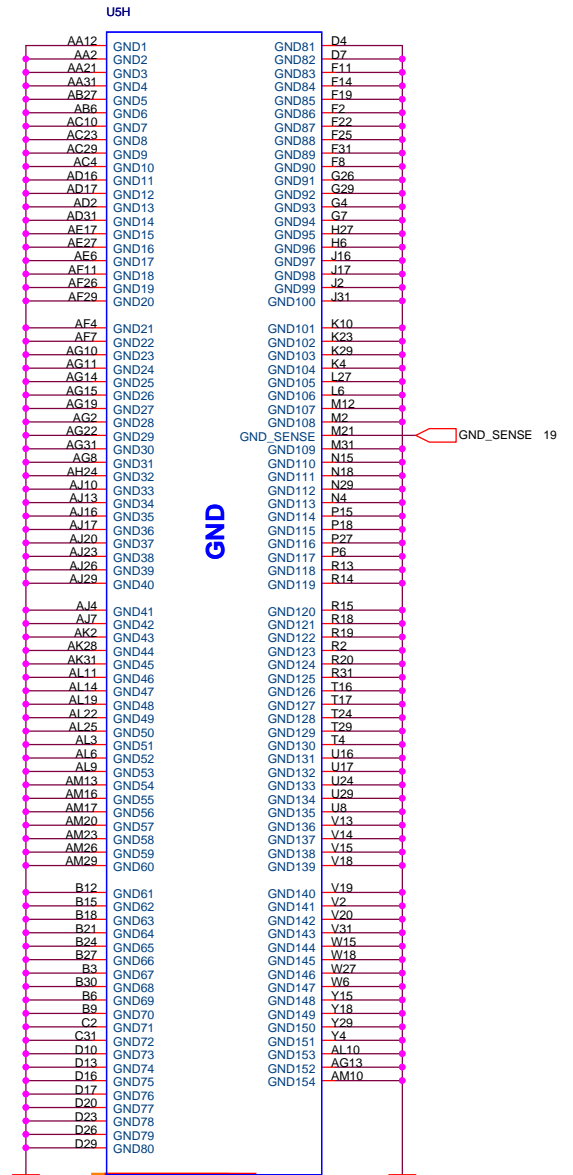 U5H
AA12 GND1 GND81 D4
AA2 GND2 GND82 D7
AA21 GND3 GND83 F11
AA31 GND4 GND84 F14
AB27 GND5 GND85 F19
AB6 GND6 GND86 F2
AC10 GND7 GND87 F22
AC23 GND8 GND88 F25
AC29 GND9 GND89 F31
AC4 GND10 GND90 F8
AD16 GND11 GND91 G26
AD17 GND12 GND92 G29
AD2 GND13 GND93 G4
AD31 GND14 GND94 G7
AE17 GND15 GND95 H27
AE27 GND16 GND96 H6
AE6 GND17 GND97 J16
AF11 GND18 GND98 J17
AF26 GND19 GND99 J2
AF29 GND20 GND100 J31
AF4 GND21 GND101 K10
AF7 GND22 GND102 K23
AG10 GND23 GND103 K29
AG11 GND24 GND104 K4
AG14 GND25 GND105 L27
AG15 GND26 GND106 L6
AG19 GND27 GND107 M12
AG2 GND28 GND108 M2
AG22 GND29 GND_SENSE M21 GND_SENSE 19
AG31 GND30 GND109 M31
AG8 GND31 GND110 N15
AH24 GND32 GND111 N18
AJ10 GND33 GND112 N29
AJ13 GND34 GND113 N4
AJ16 GND35 GND114 P15
AJ17 GND36 GND115 P18
AJ20 GND37 GND116 P27
AJ23 GND38 GND117 P6
AJ26 GND39 GND118 R13
AJ29 GND40 GND119 R14
GND
AJ4 GND41 GND120 R15
AJ7 GND42 GND121 R18
AK2 GND43 GND122 R19
AK28 GND44 GND123 R2
AK31 GND45 GND124 R20
AL11 GND46 GND125 R31
AL14 GND47 GND126 T16
AL19 GND48 GND127 T17
AL22 GND49 GND128 T24
AL25 GND50 GND129 T29
AL3 GND51 GND130 T4
AL6 GND52 GND131 U16
AL9 GND53 GND132 U17
AM13 GND54 GND133 U24
AM16 GND55 GND134 U29
AM17 GND56 GND135 U8
AM20 GND57 GND136 V13
AM23 GND58 GND137 V14
AM26 GND59 GND138 V15
AM29 GND60 GND139 V18
B12 GND61 GND140 V19
B15 GND62 GND141 V2
B18 GND63 GND142 V20
B21 GND64 GND143 V31
B24 GND65 GND144 W15
B27 GND66 GND145 W18
B3 GND67 GND146 W27
B30 GND68 GND147 W6
B6 GND69 GND148 Y15
B9 GND70 GND149 Y18
C2 GND71 GND150 Y29
C31 GND72 GND151 Y4
D10 GND73 GND153 AL10
D13 GND74 GND152 AG13
D16 GND75 GND154 AM10
D17 GND76
D20 GND77
D23 GND78
D26 GND79
D29 GND80